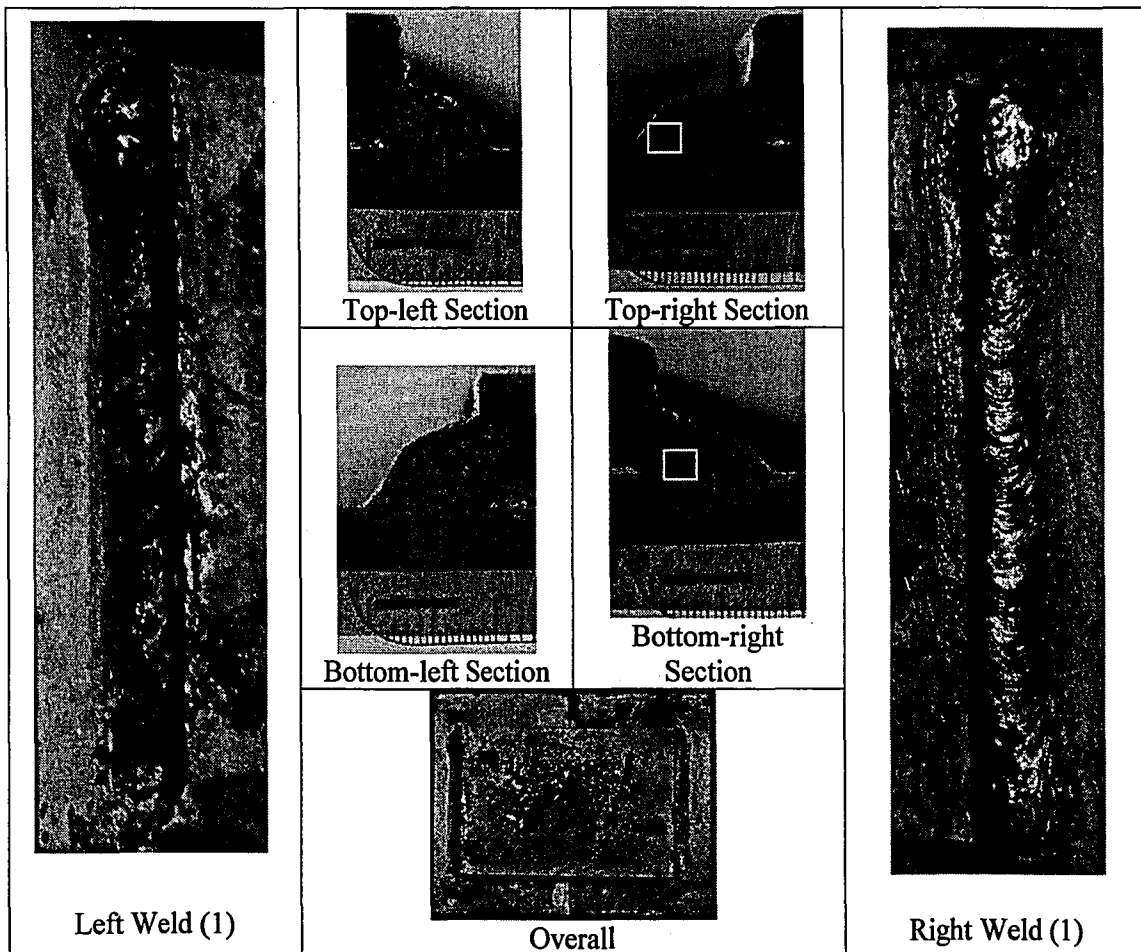 Top-left Section
Top-right Section
Bottom-left Section
Bottom-right
Section
Left Weld (1)
Overall
Right Weld (1)